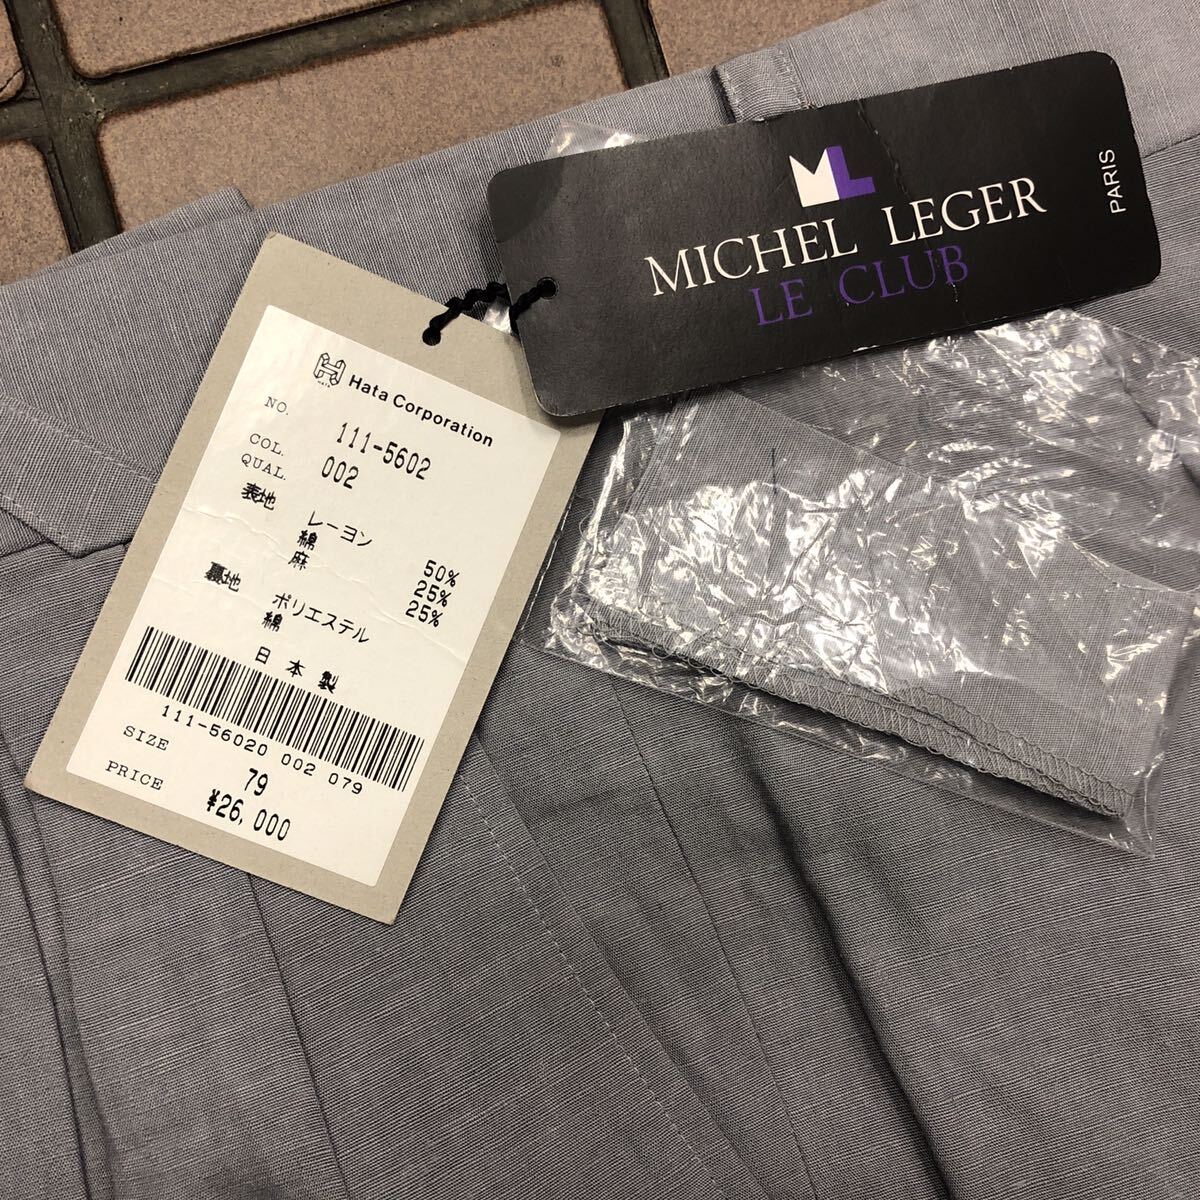 ML
MICHEL LEGER
LE CLUB
PARIS
HATA
Hata Corporation
NO. 111-5602
COL. 002
QUAL.
表地 レーヨン 50%
綿 25%
麻 25%
裏地 ポリエステル
綿
日本製
111-56020 002 079
SIZE 79
PRICE ¥26,000